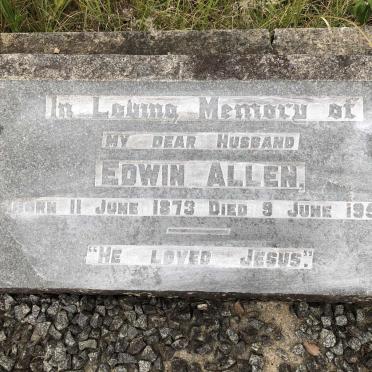 In Loving Memory of
MY DEAR HUSBAND
EDWIN ALLEN,
BORN 11 JUNE 1873 DIED 9 JUNE
"HE LOVED JESUS."